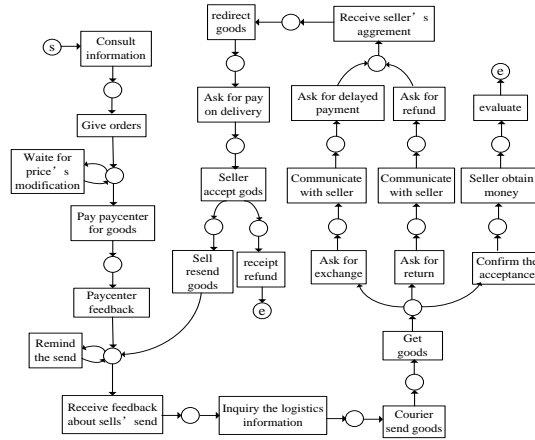 s
Consult
information
Give orders
Waite for
price's
modification
Pay paycenter
for goods
Paycenter
feedback
Remind
the send
Receive feedback
about sells' send
Inquiry the logistics
information
Courier
send goods
Get
goods
Ask for
exchange
Ask for
return
Confirm the
acceptance
Communicate
with seller
Communicate
with seller
Seller obtain
money
Ask for delayed
payment
Ask for
refund
evaluate
e
Receive seller's
aggrement
redirect
goods
Ask for pay
on delivery
Seller
accept gods
Sell
resend
goods
receipt
refund
e